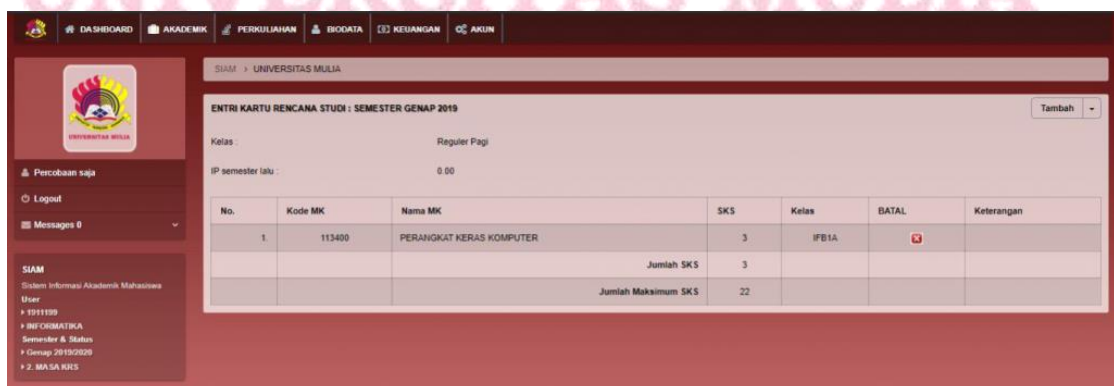 DASHBOARD AKADEMIK PERKULIAHAN BIODATA KEUANGAN AKUN
SIAM > UNIVERSITAS MULIA
UNIVERSITAS MULIA
Percobaan saja
Logout
Messages 0
SIAM
Sistem Informasi Akademik Mahasiswa
User
1911199
INFORMATIKA
Semester & Status
Genap 2019/2020
2. MASA KRS
ENTRI KARTU RENCANA STUDI : SEMESTER GENAP 2019 Tambah
Kelas : Reguler Pagi
IP semester lalu : 0.00
No. Kode MK Nama MK SKS Kelas BATAL Keterangan
1. 113400 PERANGKAT KERAS KOMPUTER 3 IFB1A
Jumlah SKS 3
Jumlah Maksimum SKS 22